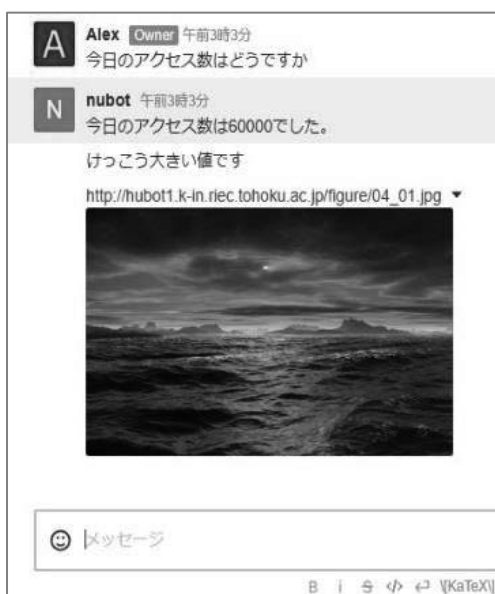 A Alex Owner 午前3時3分
今日のアクセス数はどうですか
N nubot 午前3時3分
今日のアクセス数は60000でした。
けっこう大きい値です
http://hubot1.k-in.riec.tohoku.ac.jp/figure/04_01.jpg
メッセージ
B i S </> \[KaTeX\]